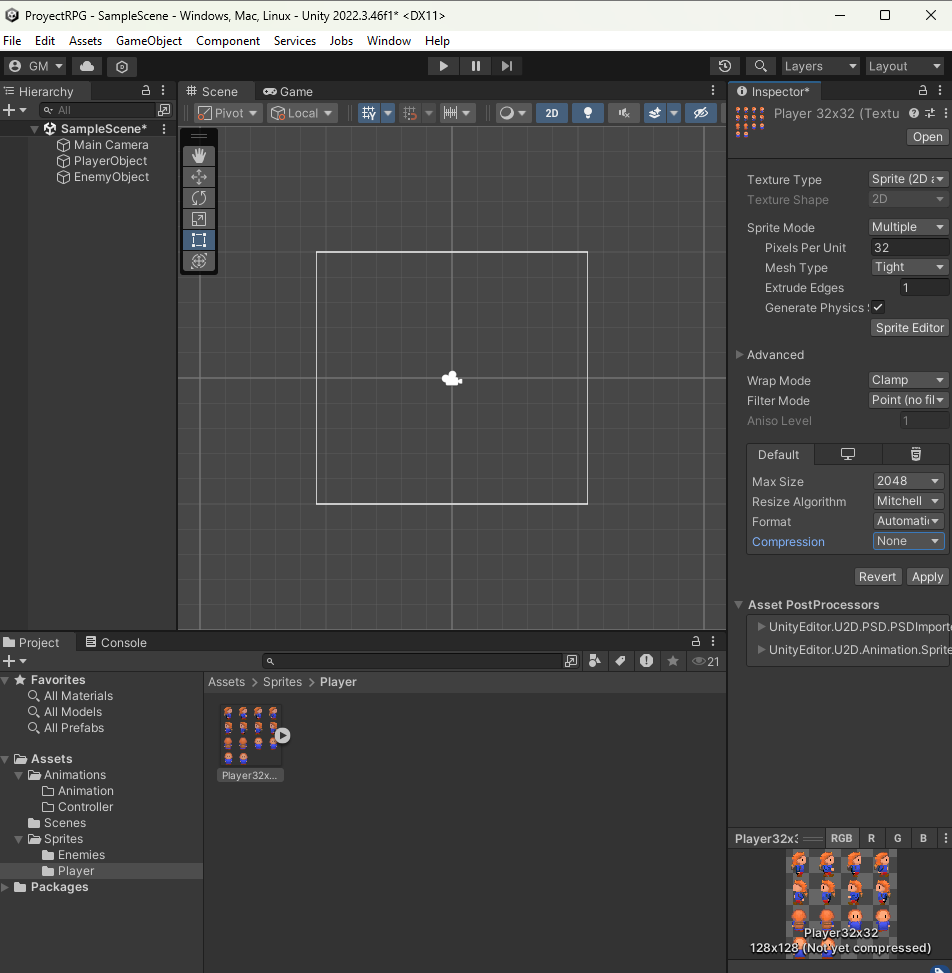 ProyectRPG - SampleScene - Windows, Mac, Linux - Unity 2022.3.46f1* <DX11>
File Edit Assets GameObject Component Services Jobs Window Help
GM Layers Layout
Hierarchy
All
SampleScene*
Main Camera
PlayerObject
EnemyObject
Scene Game
Pivot Local 2D
Inspector*
Player 32x32 (Textu
Open
Texture Type Sprite (2D a
Texture Shape 2D
Sprite Mode Multiple
Pixels Per Unit 32
Mesh Type Tight
Extrude Edges 1
Generate Physics S
Sprite Editor
Advanced
Wrap Mode Clamp
Filter Mode Point (no fil
Aniso Level 1
Default
Max Size 2048
Resize Algorithm Mitchell
Format Automati
Compression None
Revert Apply
Asset PostProcessors
UnityEditor.U2D.PSD.PSDImporte
UnityEditor.U2D.Animation.Sprite
Project Console
21
Favorites
All Materials
All Models
All Prefabs
Assets
Animations
Animation
Controller
Scenes
Sprites
Enemies
Player
Packages
Assets > Sprites > Player
Player32x...
Player32x3 RGB R G B
Player32x32
128x128 (Not yet compressed)